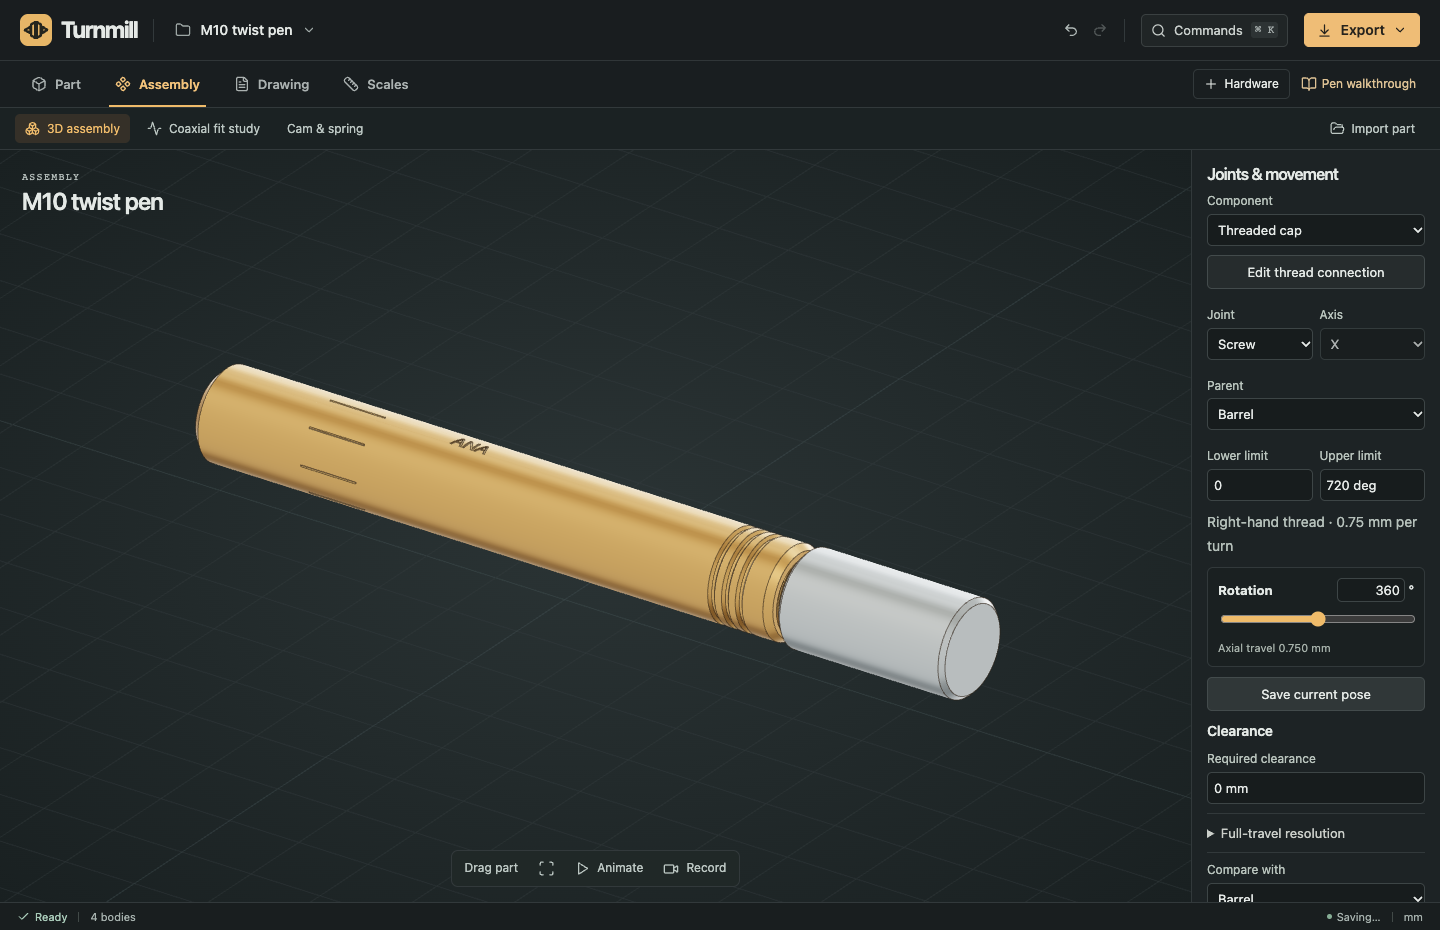 Turnmill
M10 twist pen
Commands ⌘ K
Export
Part
Assembly
Drawing
Scales
Hardware
Pen walkthrough
3D assembly
Coaxial fit study
Cam & spring
Import part
ASSEMBLY
M10 twist pen
ANA
Drag part
Animate
Record
Joints & movement
Component
Threaded cap
Edit thread connection
Joint
Axis
Screw
X
Parent
Barrel
Lower limit
Upper limit
0
720 deg
Right-hand thread · 0.75 mm per
turn
Rotation
360 °
Axial travel 0.750 mm
Save current pose
Clearance
Required clearance
0 mm
Full-travel resolution
Compare with
Barrel
Ready
4 bodies
Saving...
mm